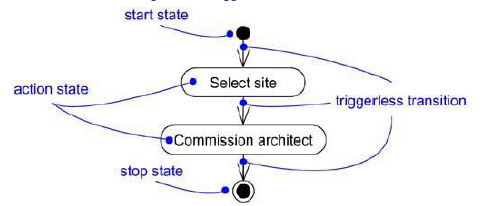 start state
Select site
action state
triggerless transition
Commission architect
stop state